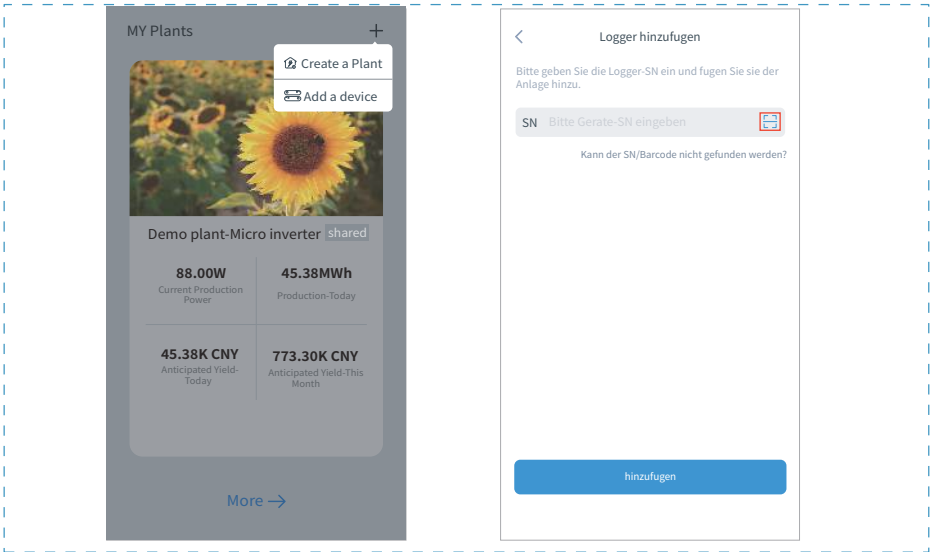 MY Plants
Create a Plant
Add a device
Demo plant-Micro inverter shared
88.00W
Current Production
Power
45.38MWh
Production-Today
45.38K CNY
Anticipated Yield-
Today
773.30K CNY
Anticipated Yield-This
Month
More
Logger hinzufugen
Bitte geben Sie die Logger-SN ein und fugen Sie sie der
Anlage hinzu.
SN Bitte Gerate-SN eingeben
Kann der SN/Barcode nicht gefunden werden?
hinzufugen